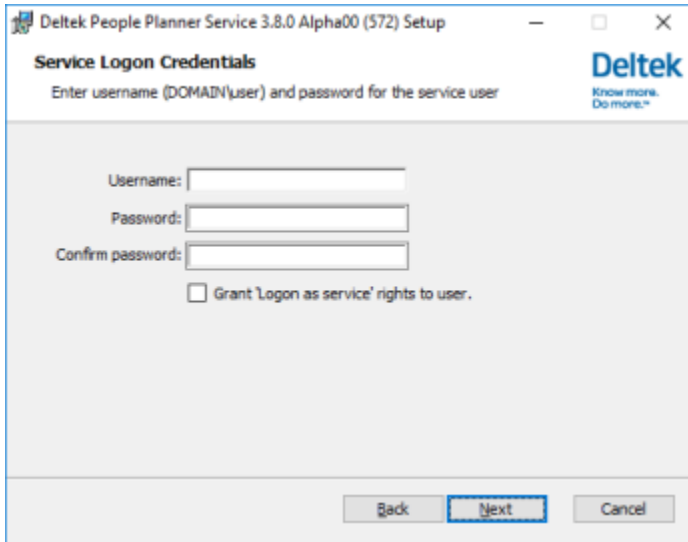 Deltek People Planner Service 3.8.0 Alpha00 (572) Setup
Service Logon Credentials
Enter username (DOMAIN\user) and password for the service user
Deltek
Know more.
Do more.™
Username:
Password:
Confirm password:
Grant 'Logon as service' rights to user.
Back Next Cancel